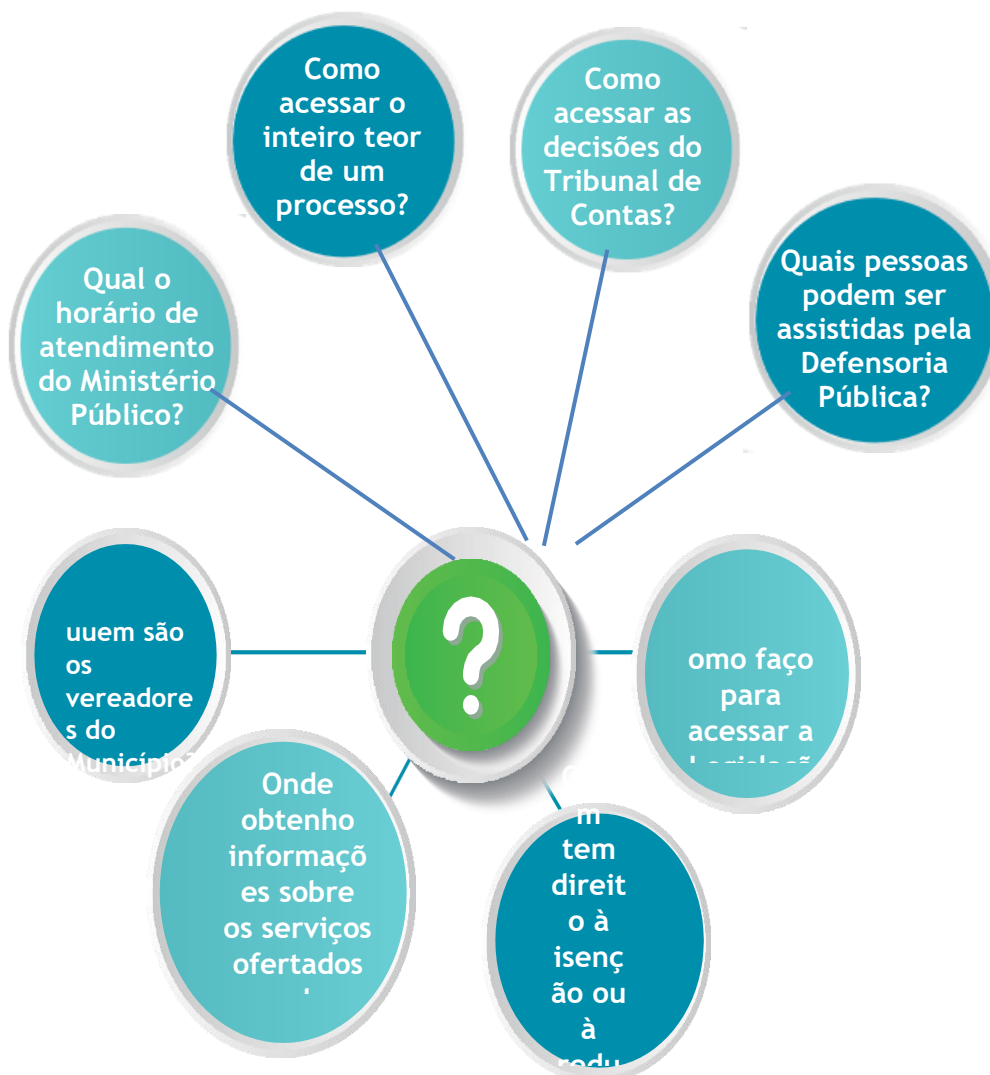 Como
acessar o
inteiro teor
de um
processo?
Como
acessar as
decisões do
Tribunal de
Contas?
Qual o
horário de
atendimento
do Ministério
Público?
Quais pessoas
podem ser
assistidas pela
Defensoria
Pública?
uuem são
os
vereadore
s do
Município?
omo faço
para
acessar a
Onde
obtenho
informaçõ
es sobre
os serviços
ofertados
m
tem
direit
o à
isenç
ão ou
à
redu
?